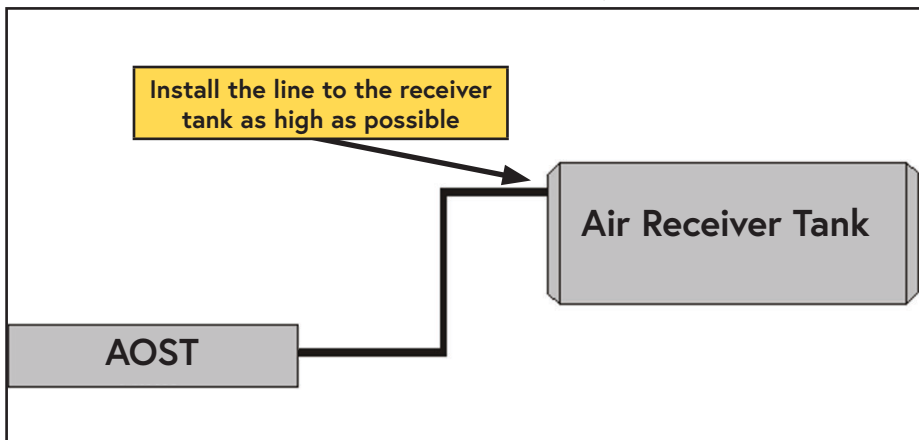 Install the line to the receiver
tank as high as possible
Air Receiver Tank
AOST